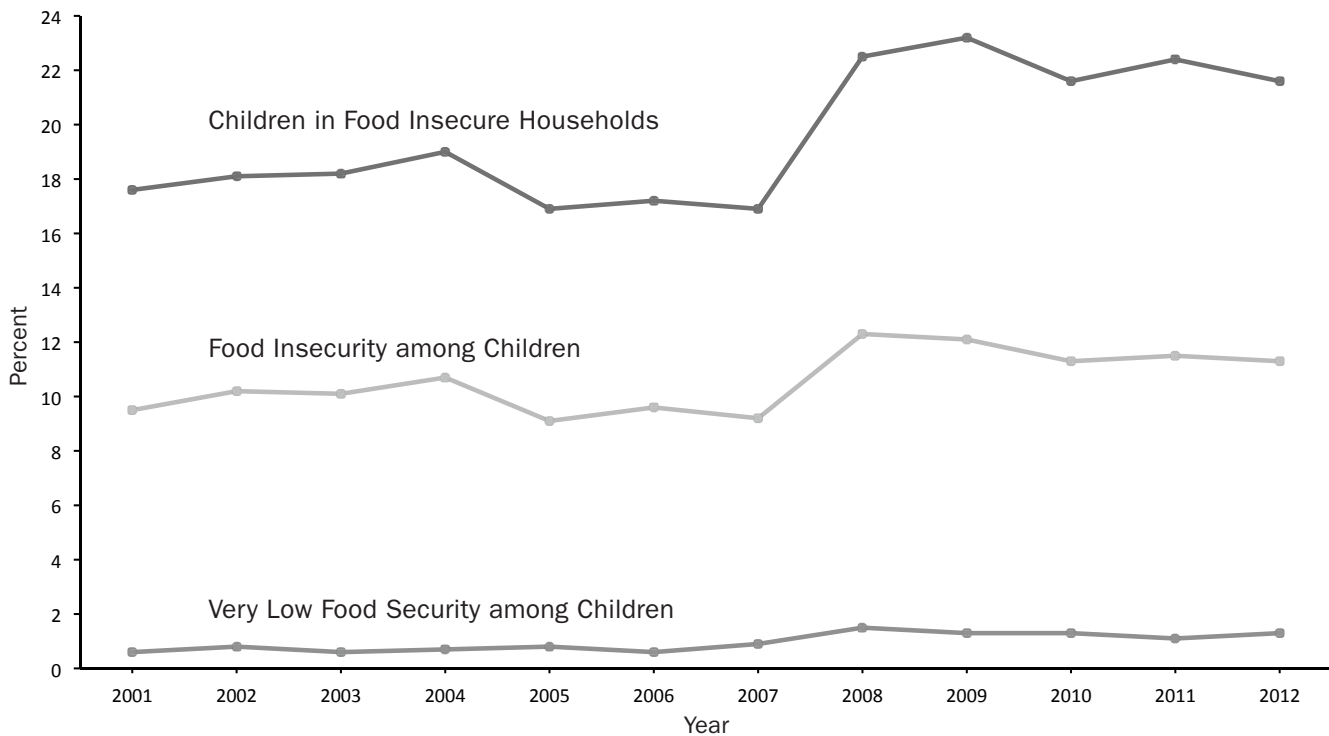 24
22
20
18
16
14
12
10
8
6
4
2
0
Percent
Children in Food Insecure Households
Food Insecurity among Children
Very Low Food Security among Children
2001 2002 2003 2004 2005 2006 2007 2008 2009 2010 2011 2012
Year